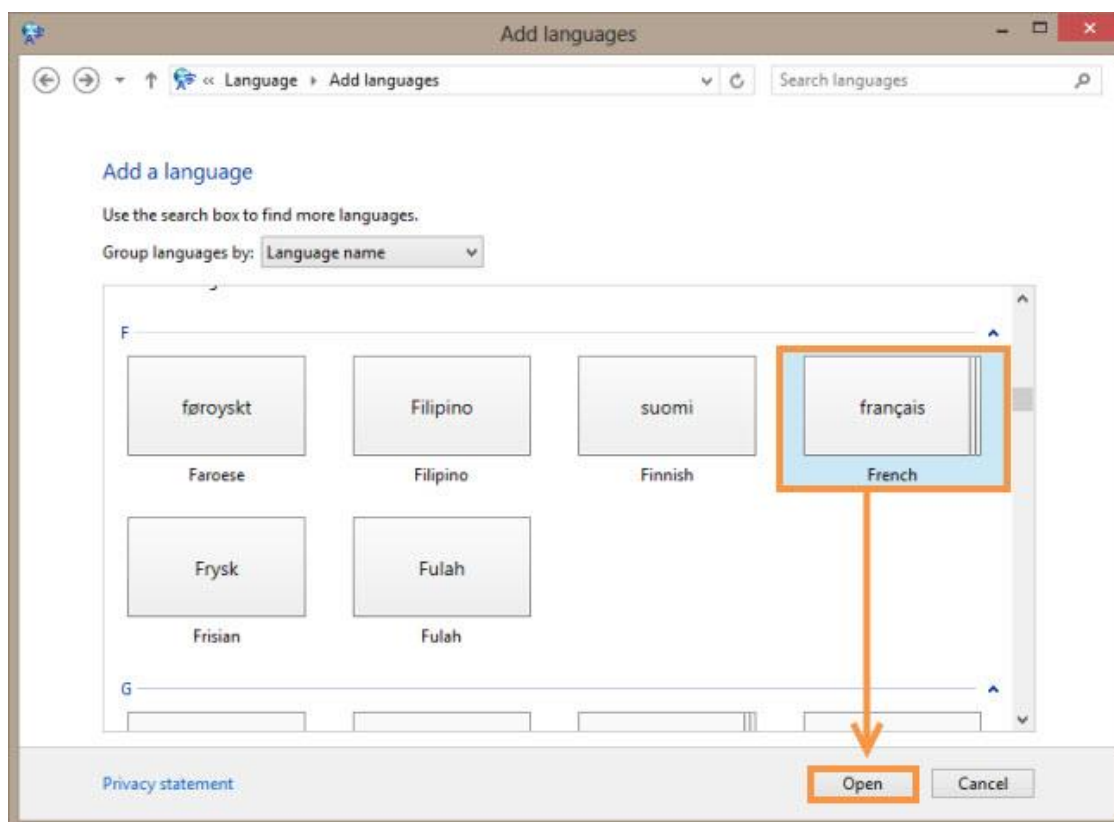 Add languages
« Language ▸ Add languages
Search languages
Add a language
Use the search box to find more languages.
Group languages by: Language name
F
føroyskt Filipino suomi français
Faroese Filipino Finnish French
Frysk Fulah
Frisian Fulah
G
Privacy statement
Open Cancel